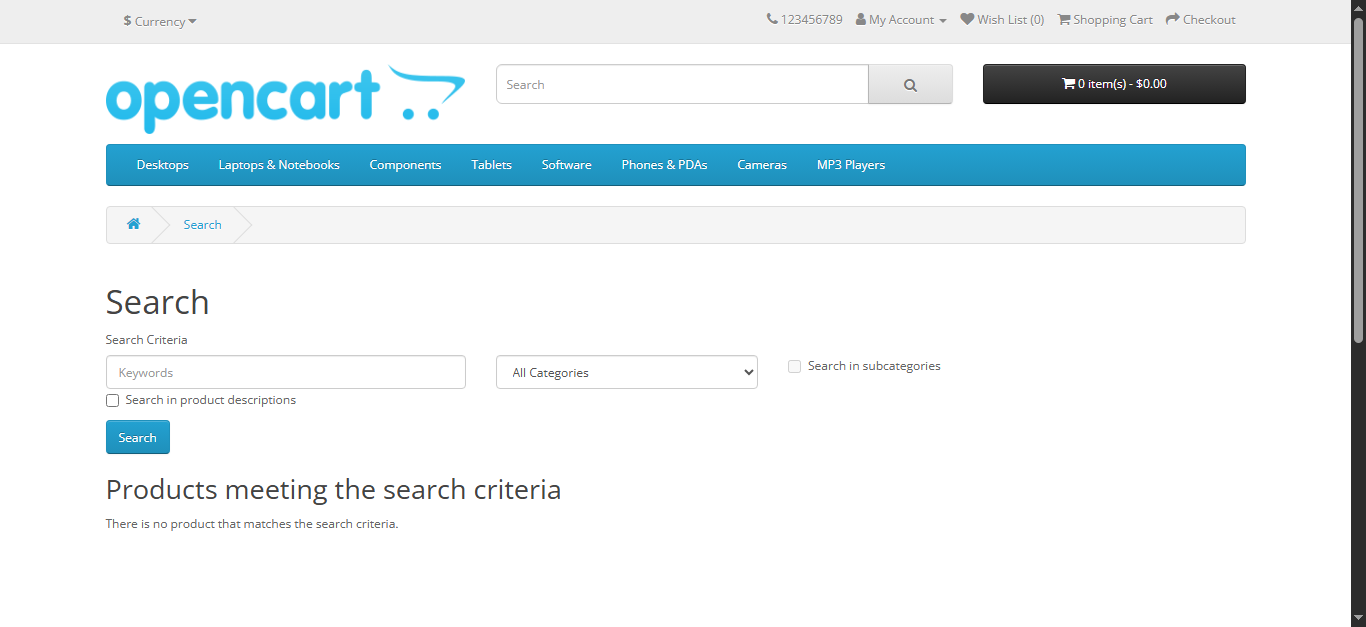 $ Currency
123456789 My Account Wish List (0) Shopping Cart Checkout
opencart
Search
0 item(s) - $0.00
Desktops Laptops & Notebooks Components Tablets Software Phones & PDAs Cameras MP3 Players
Search
Search
Search Criteria
Keywords All Categories Search in subcategories
Search in product descriptions
Search
Products meeting the search criteria
There is no product that matches the search criteria.